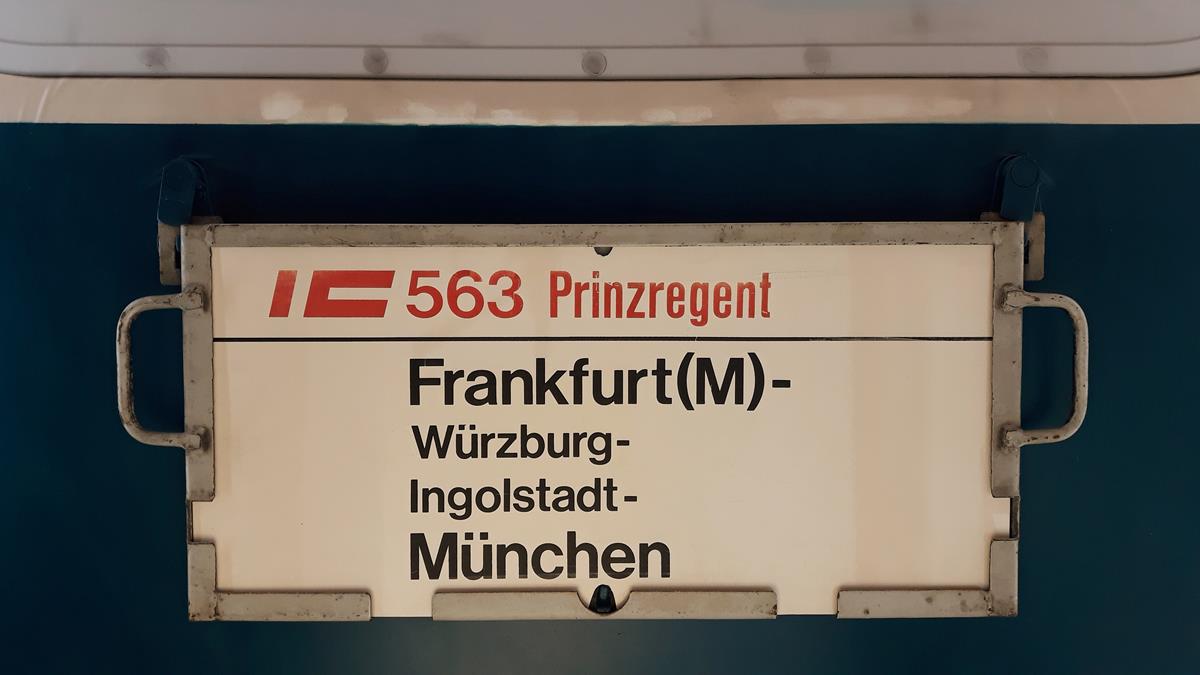 IC 563 Prinzregent
Frankfurt(M)-
Würzburg-
Ingolstadt-
München